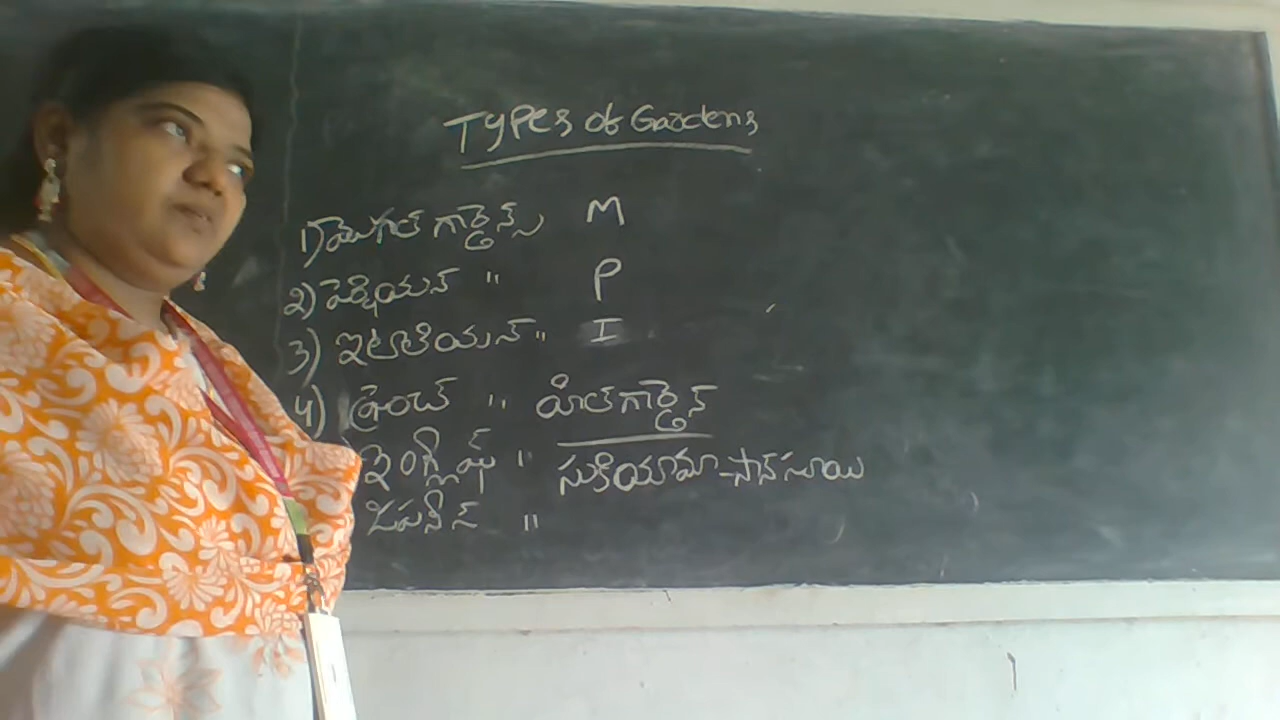 Types of Gardens
1) మొగల్ గార్డెన్స్ M
2) పెర్షియన్ " P
3) ఇటాలియన్ " I
4) ఫ్రెంచ్ " హిల్ గార్డెన్
ఇంగ్లీష్ " సుకియామా-సాన్సూయి
జపనీస్ "